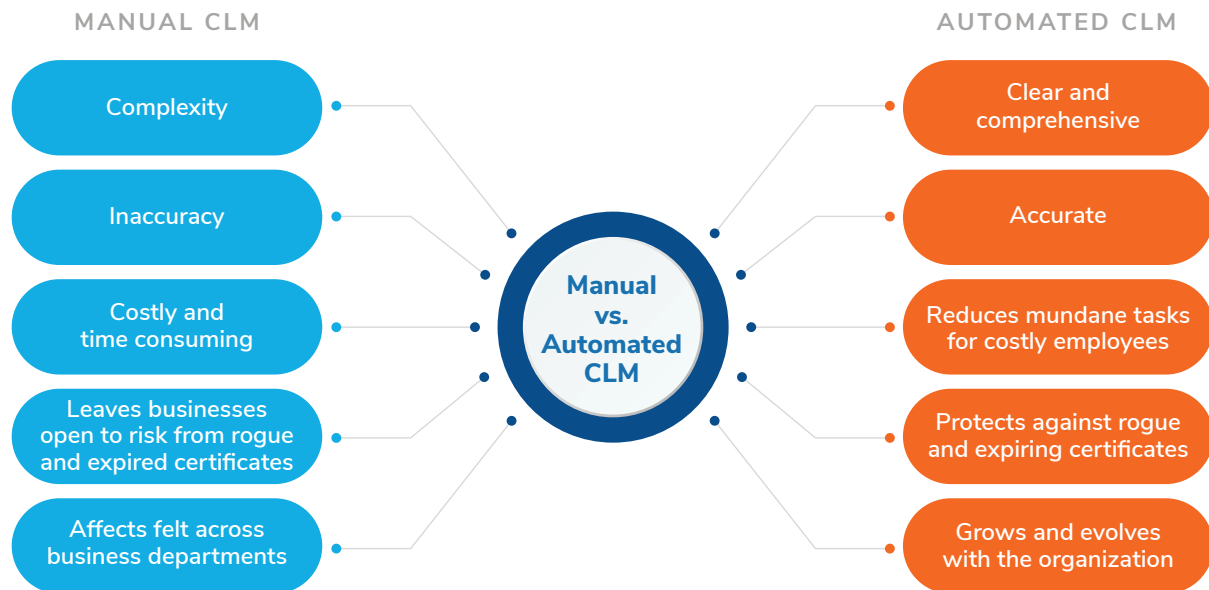 MANUAL CLM
Complexity
Inaccuracy
Costly and
time consuming
Leaves businesses
open to risk from rogue
and expired certificates
Affects felt across
business departments
Manual
vs.
Automated
CLM
AUTOMATED CLM
Clear and
comprehensive
Accurate
Reduces mundane tasks
for costly employees
Protects against rogue
and expiring certificates
Grows and evolves
with the organization